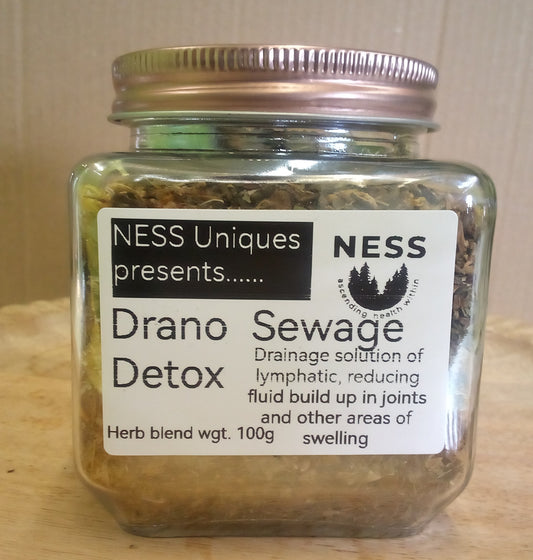 NESS Uniques
presents......
NESS
ascending health within
Drano Sewage
Detox
Drainage solution of
lymphatic, reducing
fluid build up in joints
and other areas of
swelling
Herb blend wgt. 100g